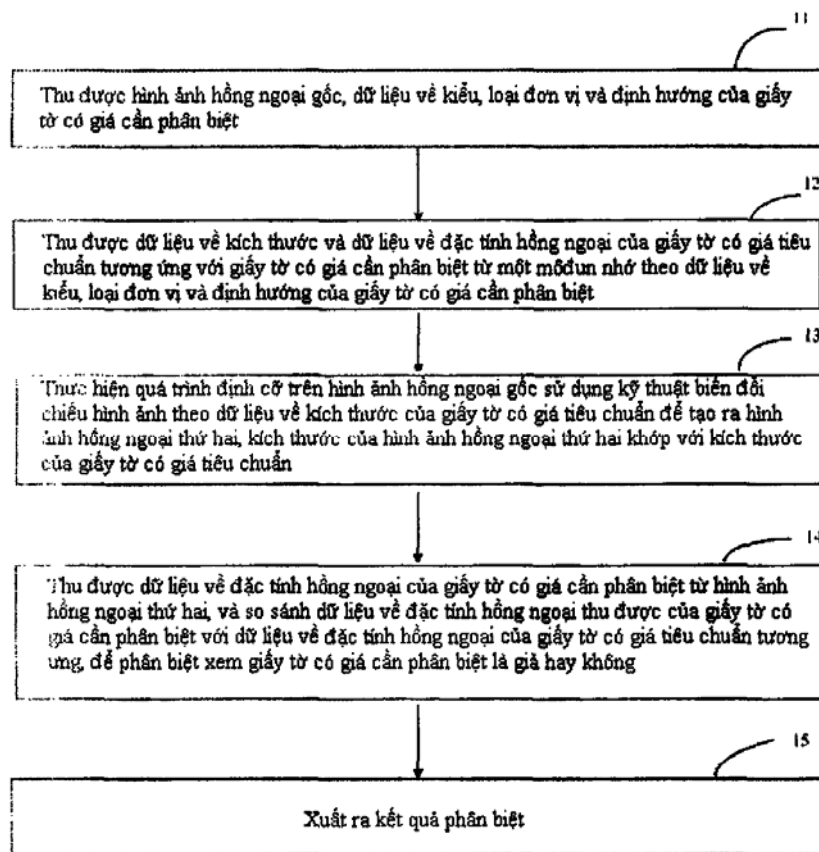 11
Thu được hình ảnh hồng ngoại gốc, dữ liệu về kiểu, loại đơn vị và định hướng của giấy
tờ có giá cần phân biệt
12
Thu được dữ liệu về kích thước và dữ liệu về đặc tính hồng ngoại của giấy tờ có giá tiêu
chuẩn tương ứng với giấy tờ có giá cần phân biệt từ một môđun nhớ theo dữ liệu về
kiểu, loại đơn vị và định hướng của giấy tờ có giá cần phân biệt
13
Thực hiện quá trình định cỡ trên hình ảnh hồng ngoại gốc sử dụng kỹ thuật biến đổi
chiếu hình ảnh theo dữ liệu về kích thước của giấy tờ có giá tiêu chuẩn để tạo ra hình
ảnh hồng ngoại thứ hai, kích thước của hình ảnh hồng ngoại thứ hai khớp với kích thước
của giấy tờ có giá tiêu chuẩn
14
Thu được dữ liệu về đặc tính hồng ngoại của giấy tờ có giá cần phân biệt từ hình ảnh
hồng ngoại thứ hai, và so sánh dữ liệu về đặc tính hồng ngoại thu được của giấy tờ có
giá cần phân biệt với dữ liệu về đặc tính hồng ngoại của giấy tờ có giá tiêu chuẩn tương
ứng, để phân biệt xem giấy tờ có giá cần phân biệt là giả hay không
15
Xuất ra kết quả phân biệt